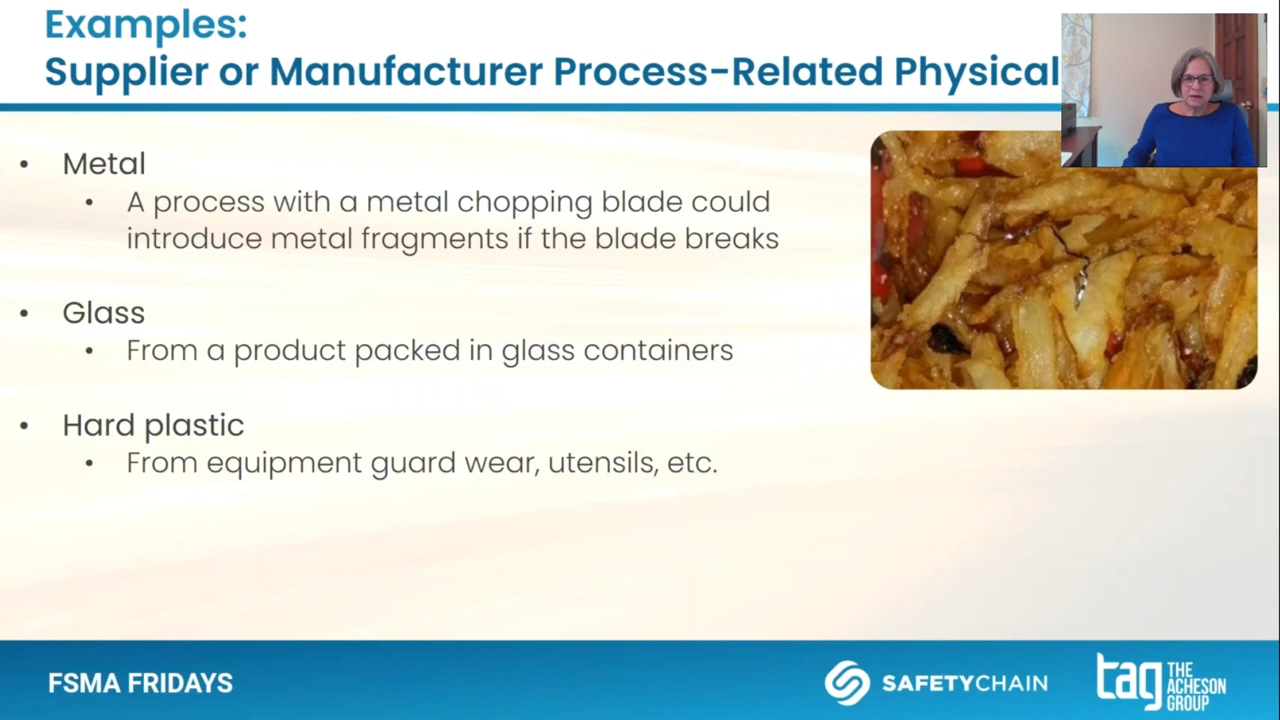 Examples:
Supplier or Manufacturer Process-Related Physical
• Metal
• A process with a metal chopping blade could
introduce metal fragments if the blade breaks
• Glass
• From a product packed in glass containers
• Hard plastic
• From equipment guard wear, utensils, etc.
FSMA FRIDAYS
SAFETYCHAIN
tag THE
ACHESON
GROUP